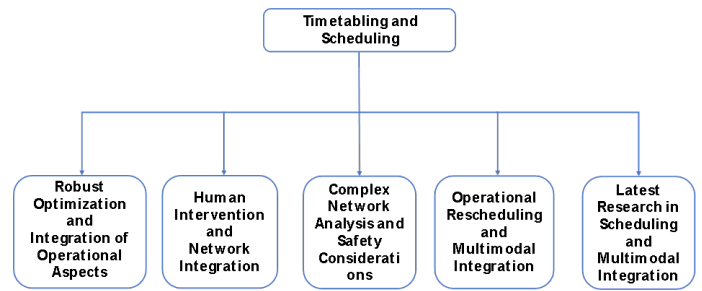 Timetabling and
Scheduling
Robust
Optimization
and
Integration of
Operational
Aspects
Human
Intervention
and
Network
Integration
Complex
Network
Analysis and
Safety
Considerati
ons
Operational
Rescheduling
and
Multimodal
Integration
Latest
Research in
Scheduling
and
Multimodal
Integration